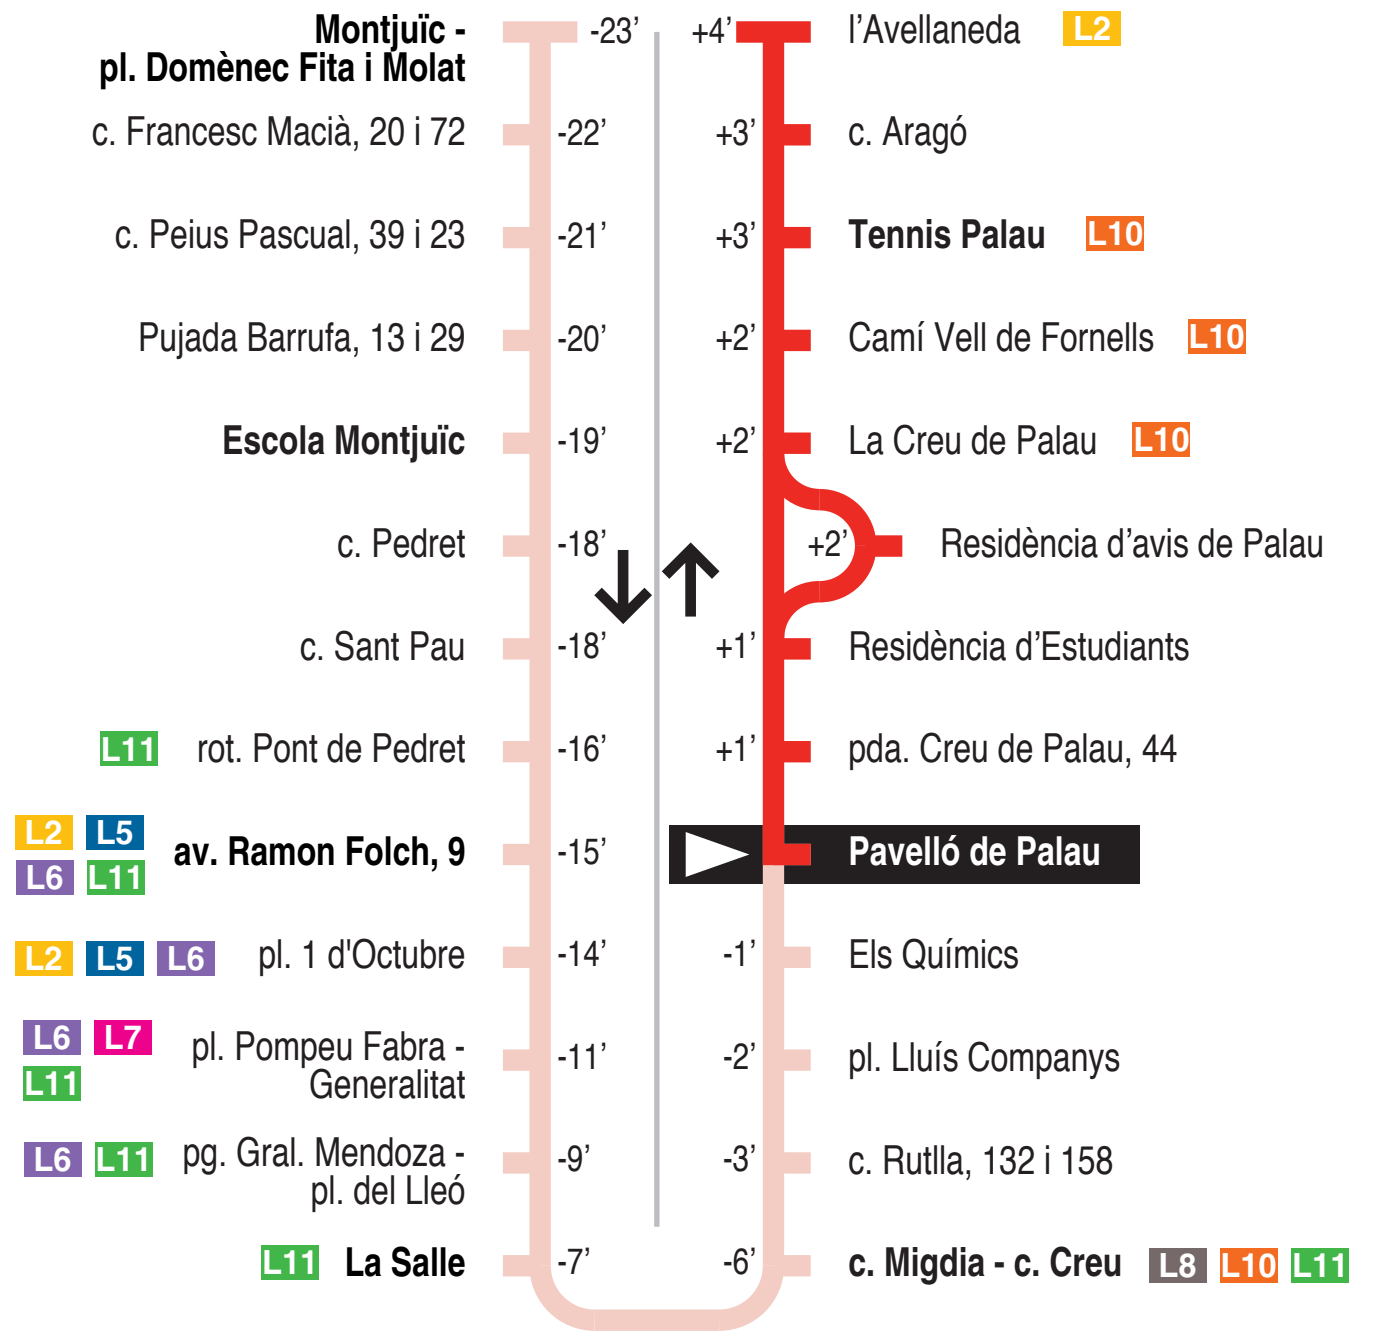 Montjuïc -
pl. Domènec Fita i Molat
-23’
c. Francesc Macià, 20 i 72
-22’
c. Peius Pascual, 39 i 23
-21’
Pujada Barrufa, 13 i 29
-20’
Escola Montjuïc
-19’
c. Pedret
-18’
c. Sant Pau
-18’
L11 rot. Pont de Pedret
-16’
L2 L5
L6 L11
av. Ramon Folch, 9
-15’
L2 L5 L6 pl. 1 d'Octubre
-14’
L6 L7
L11
pl. Pompeu Fabra -
Generalitat
-11’
L6 L11
pg. Gral. Mendoza -
pl. del Lleó
-9’
L11 La Salle
-7’
+4’ l’Avellaneda L2
+3’ c. Aragó
+3’ Tennis Palau L10
+2’ Camí Vell de Fornells L10
+2’ La Creu de Palau L10
+2’ Residència d’avis de Palau
+1’ Residència d’Estudiants
+1’ pda. Creu de Palau, 44
Pavelló de Palau
-1’ Els Químics
-2’ pl. Lluís Companys
-3’ c. Rutlla, 132 i 158
-6’ c. Migdia - c. Creu L8 L10 L11